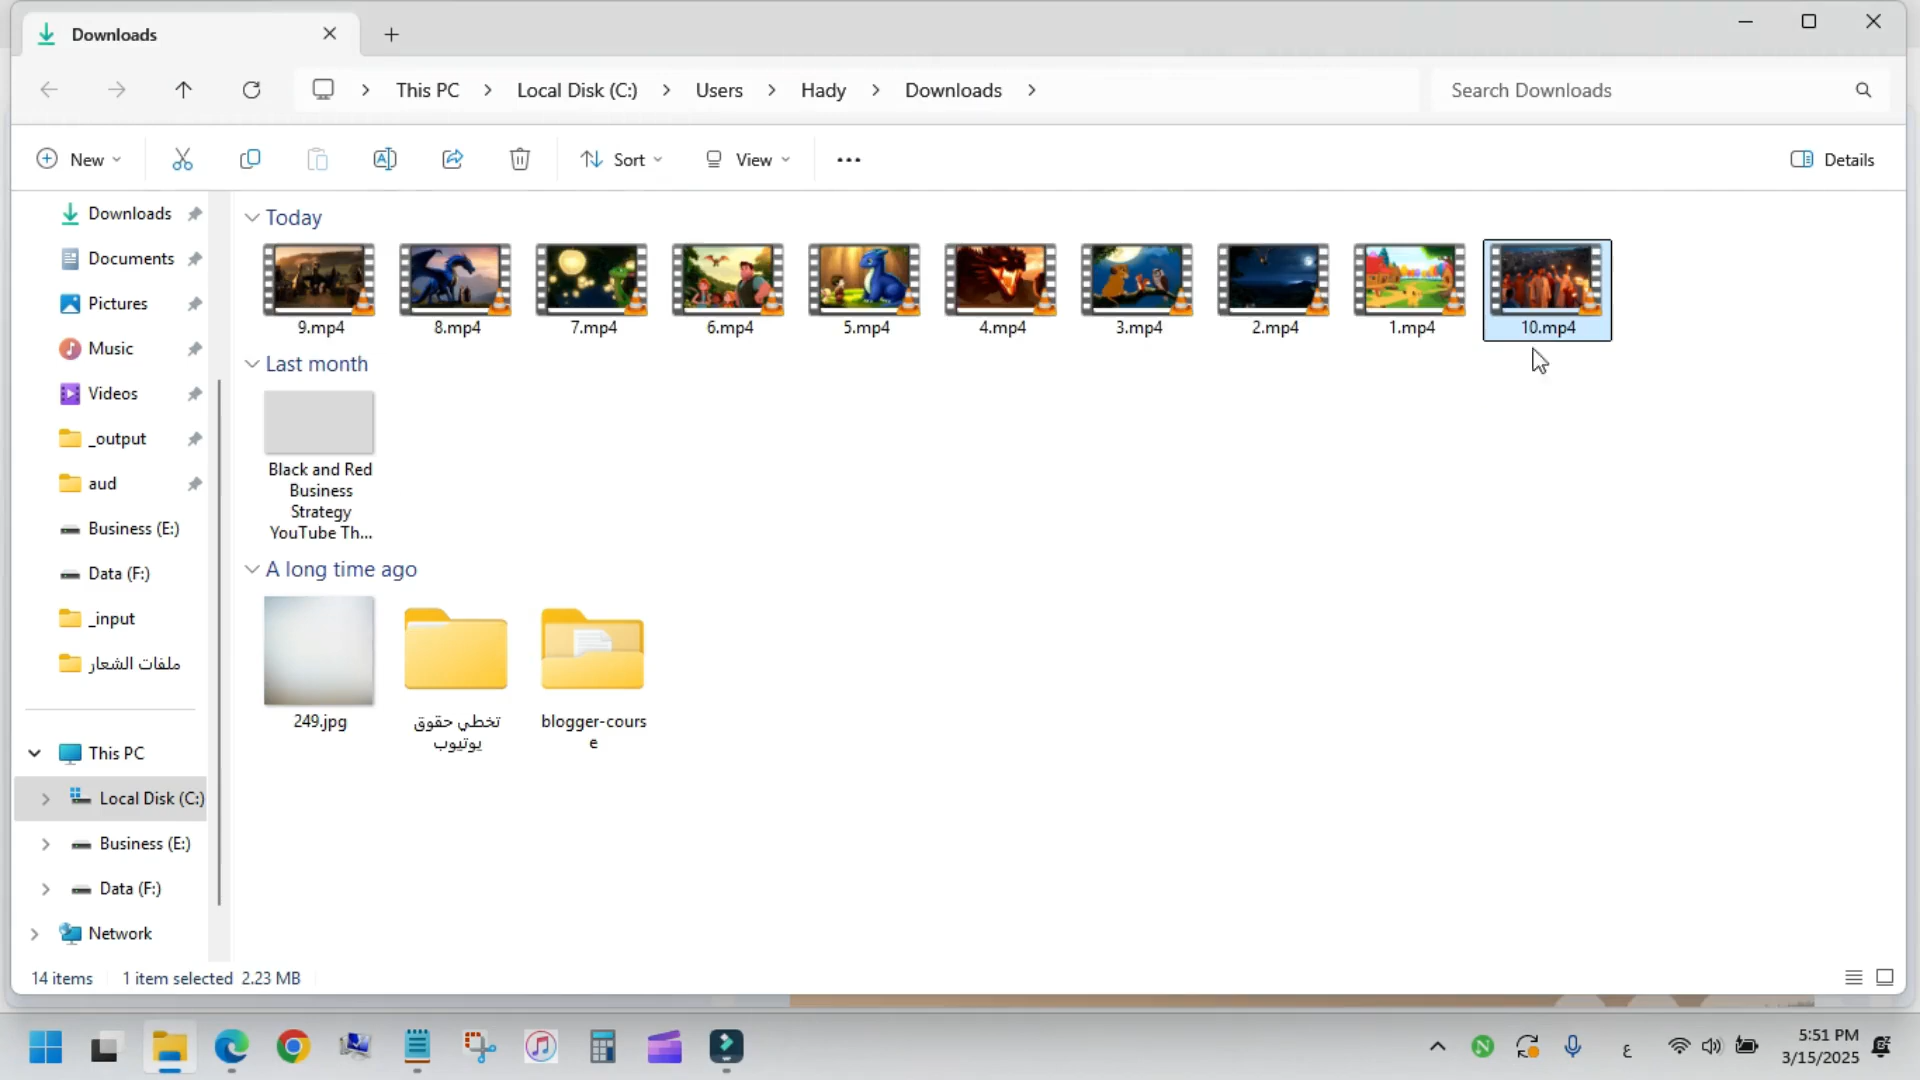 Downloads
This PC
Local Disk (C:)
Users
Hady
Downloads
Search Downloads
New
Sort
View
Details
Downloads
Documents
Pictures
Music
Videos
_output
aud
Business (E:)
Data (F:)
_input
ملفات الشعار
This PC
Local Disk (C:)
Business (E:)
Data (F:)
Network
Today
9.mp4
8.mp4
7.mp4
6.mp4
5.mp4
4.mp4
3.mp4
2.mp4
1.mp4
10.mp4
Last month
Black and Red
Business
Strategy
YouTube Th...
A long time ago
249.jpg
تخطي حقوق
يوتيوب
blogger-cours
e
14 items
1 item selected 2.23 MB
ع
5:51 PM
3/15/2025